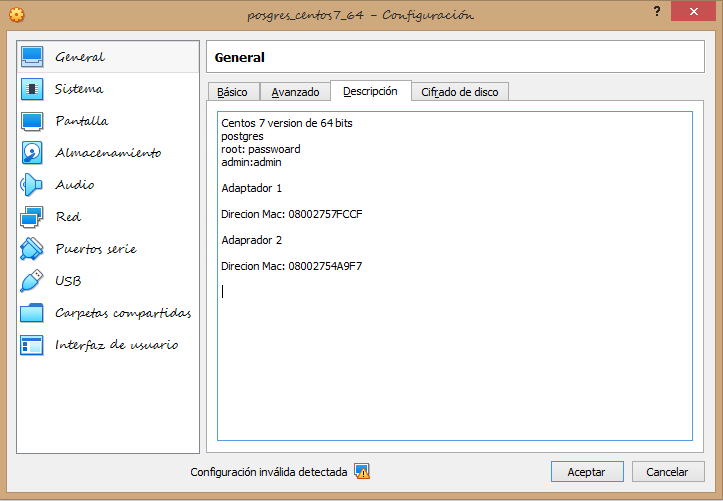 posgres_centos7_64 - Configuración
?
x
General
Sistema
Pantalla
Almacenamiento
Audio
Red
Puertos serie
USB
Carpetas compartidas
Interfaz de usuario
General
Básico
Avanzado
Descripción
Cifrado de disco
Centos 7 version de 64 bits
postgres
root: passwoard
admin:admin
Adaptador 1
Direcion Mac: 08002757FCCF
Adaprador 2
Direcion Mac: 08002754A9F7
Configuración inválida detectada
Aceptar
Cancelar